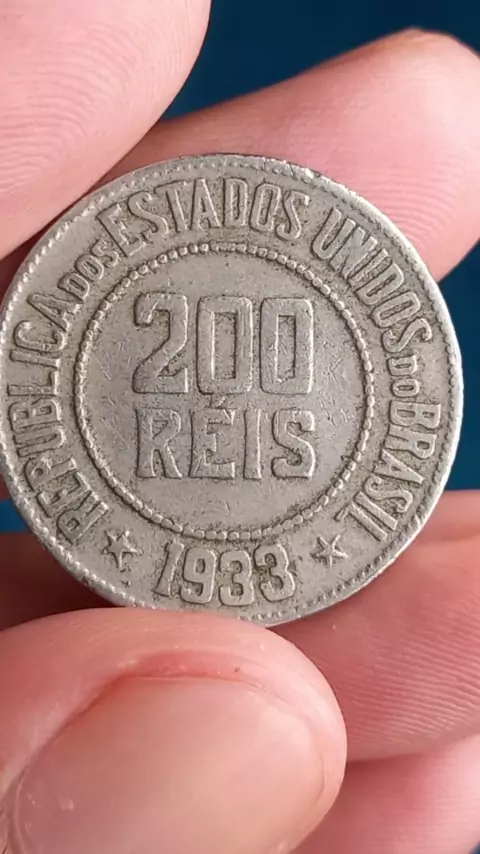 REPUBLICA DOS ESTADOS UNIDOS DO BRASIL
200
RÉIS
1933